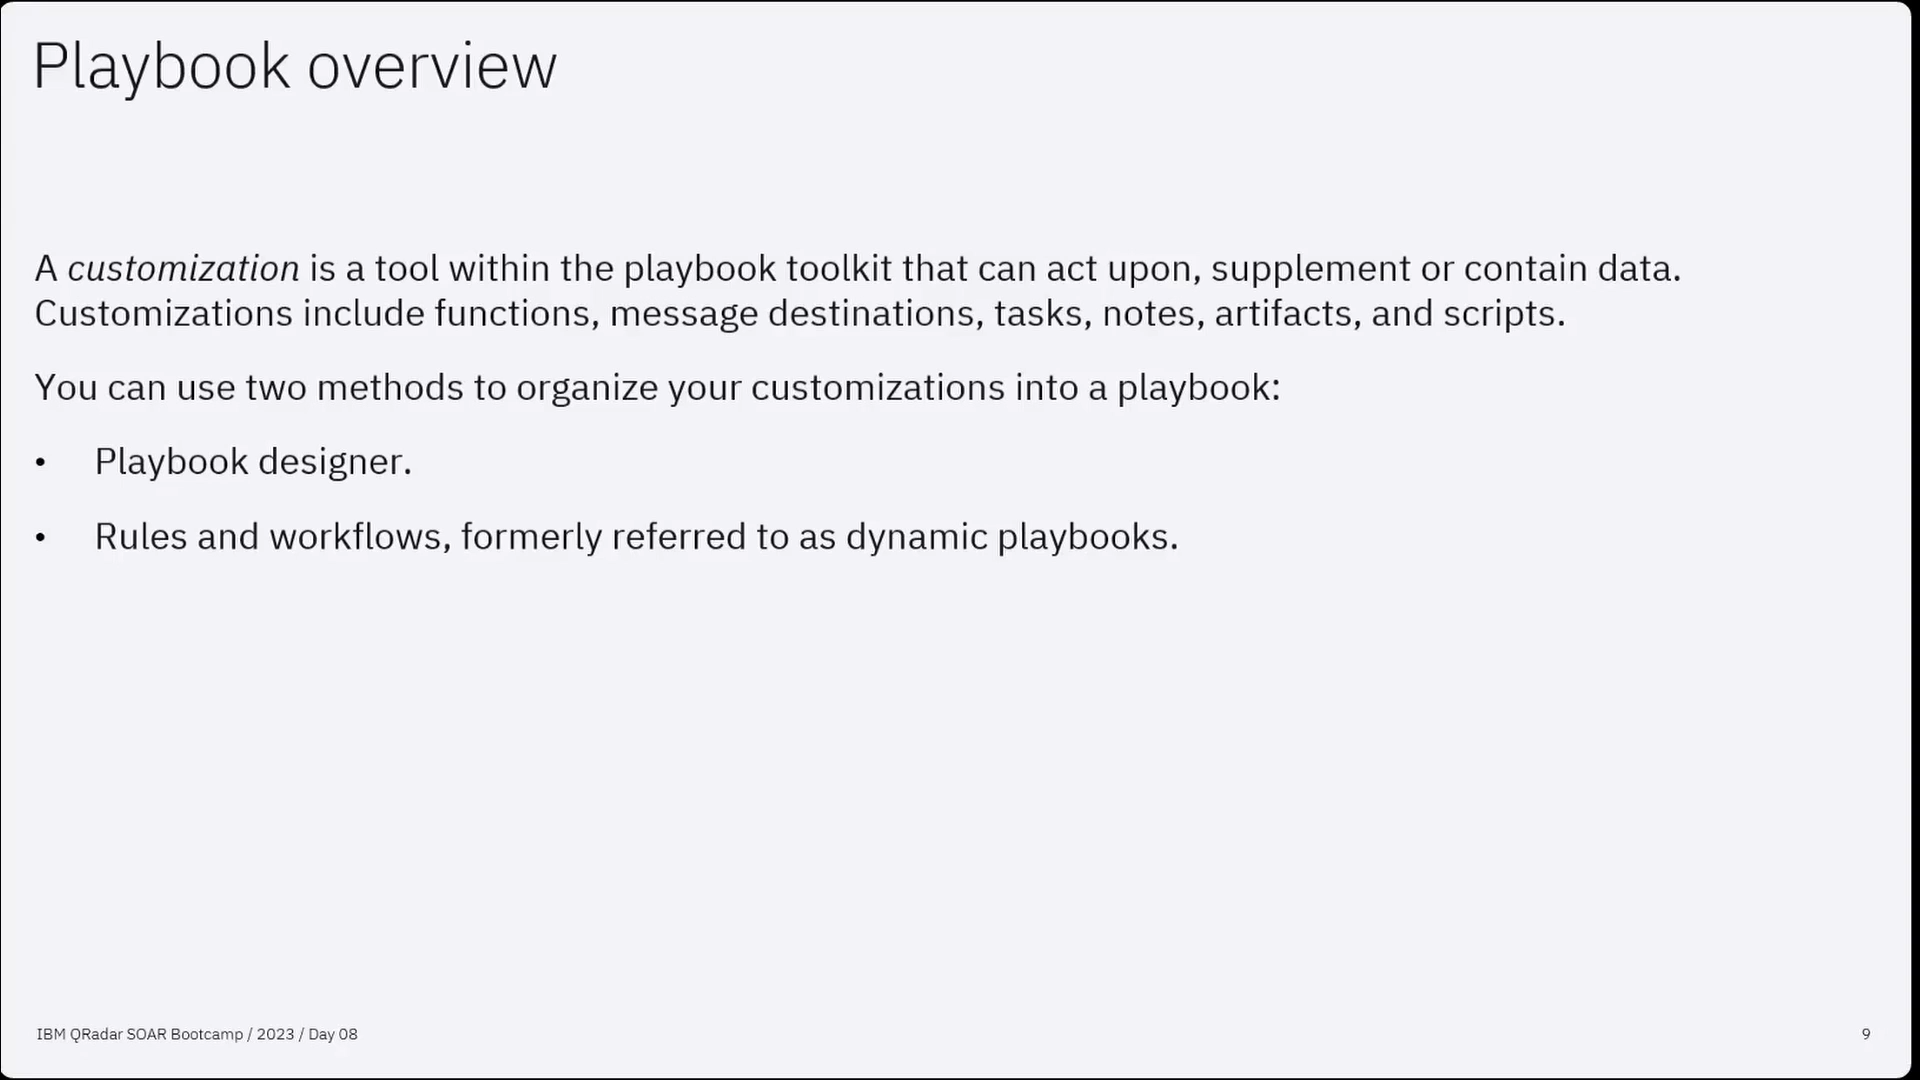 Playbook overview
A customization is a tool within the playbook toolkit that can act upon, supplement or contain data.
Customizations include functions, message destinations, tasks, notes, artifacts, and scripts.
You can use two methods to organize your customizations into a playbook:
• Playbook designer.
• Rules and workflows, formerly referred to as dynamic playbooks.
IBM QRadar SOAR Bootcamp / 2023 / Day 08
9